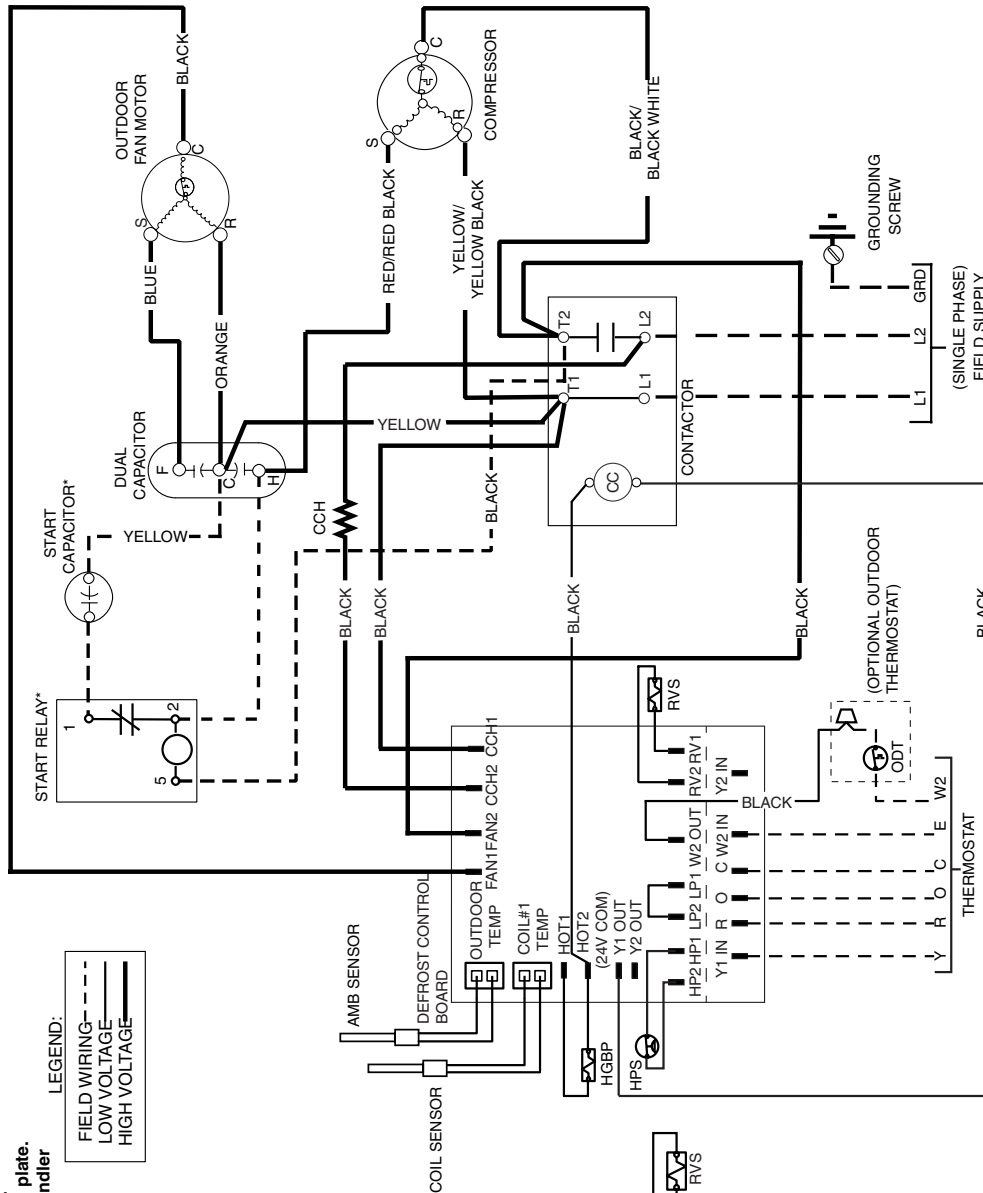 plate.
ndler
LEGEND:
FIELD WIRING
LOW VOLTAGE
HIGH VOLTAGE
OUTDOOR
FAN MOTOR
BLACK
S
C
R
BLUE
ORANGE
COMPRESSOR
C
S
R
RED/RED BLACK
YELLOW/
YELLOW BLACK
BLACK/
BLACK WHITE
DUAL
CAPACITOR
F
C
H
START
CAPACITOR*
YELLOW
START RELAY*
1
2
5
CCH
YELLOW
BLACK
BLACK
BLACK
BLACK
BLACK
T2
T1
L2
L1
CC
CONTACTOR
GROUNDING
SCREW
GRD
L2
L1
(SINGLE PHASE)
FIELD SUPPLY
AMB SENSOR
COIL SENSOR
DEFROST CONTROL
BOARD
OUTDOOR
TEMP
COIL#1
TEMP
FAN1
FAN2
CCH2
CCH1
HOT1
HOT2
(24V COM)
Y1 OUT
Y2 OUT
HP2
HP1
LP2
LP1
W2 OUT
RV2
RV1
Y1 IN
R
O
C
W2 IN
Y2 IN
RVS
HGBP
HPS
RVS
BLACK
(OPTIONAL OUTDOOR
THERMOSTAT)
ODT
Y
R
O
C
E
W2
THERMOSTAT